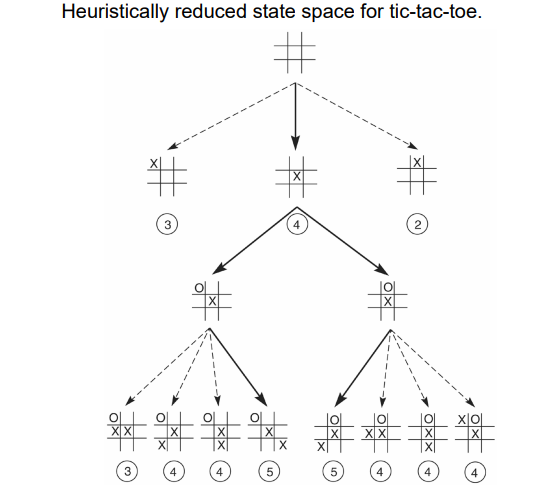 Heuristically reduced state space for tic-tac-toe.
X X X
3 4 2
O O
X X
O O O O O O O X O
X X X X X X X X X X
X X X X X
3 4 4 5 5 4 4 4